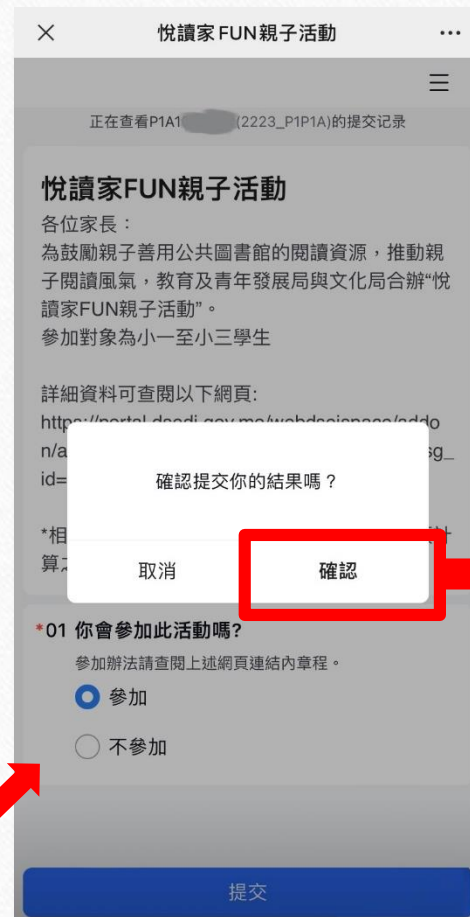 悅讀家FUN親子活動
正在查看P1A1 (2223_P1P1A)的提交记录
悅讀家FUN親子活動
各位家長：
為鼓勵親子善用公共圖書館的閱讀資源，推動親
子閱讀風氣，教育及青年發展局與文化局合辦“悅
讀家FUN親子活動”。
參加對象為小一至小三學生
詳細資料可查閱以下網頁:
n/a
sg_
id=
確認提交你的結果嗎？
*相
算
取消
確認
*01 你會參加此活動嗎?
參加辦法請查閱上述網頁連結內章程。
參加
不參加
提交